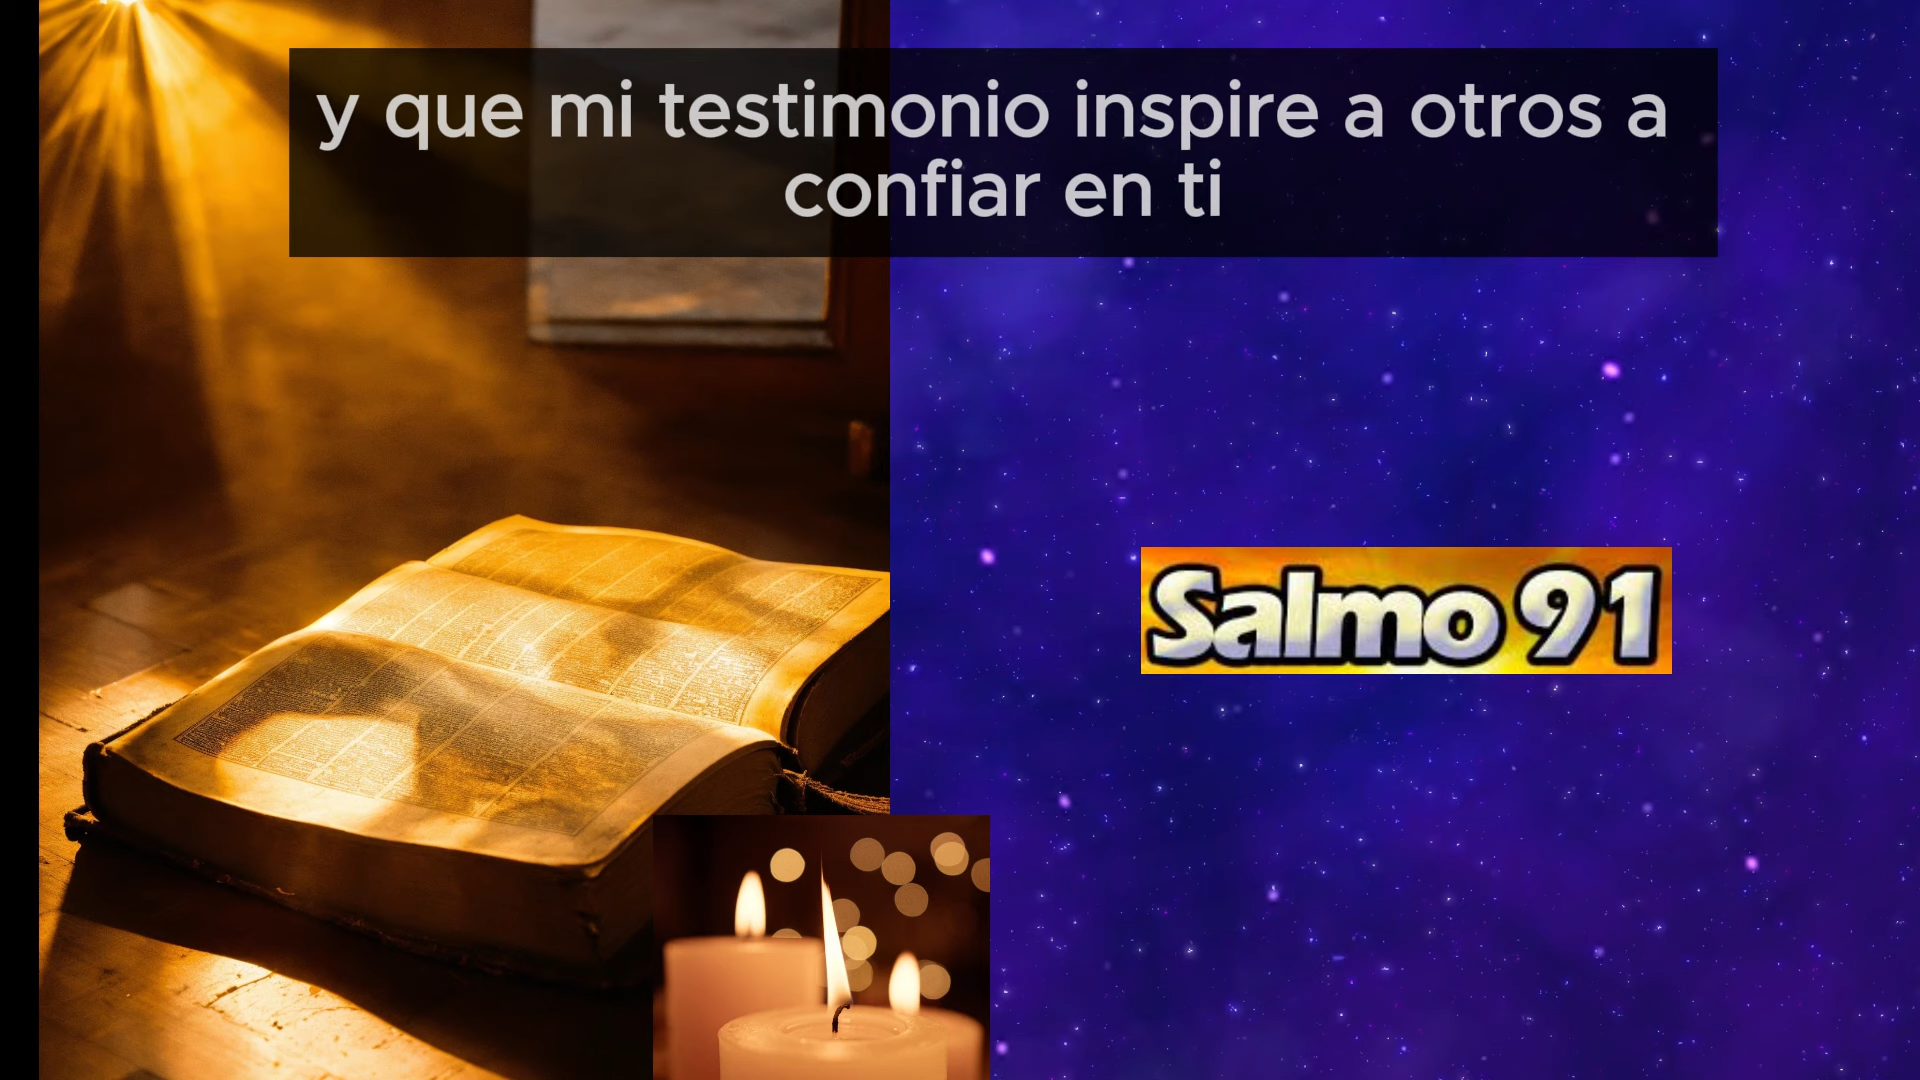 y que mi testimonio inspire a otros a
confiar en ti
Salmo 91